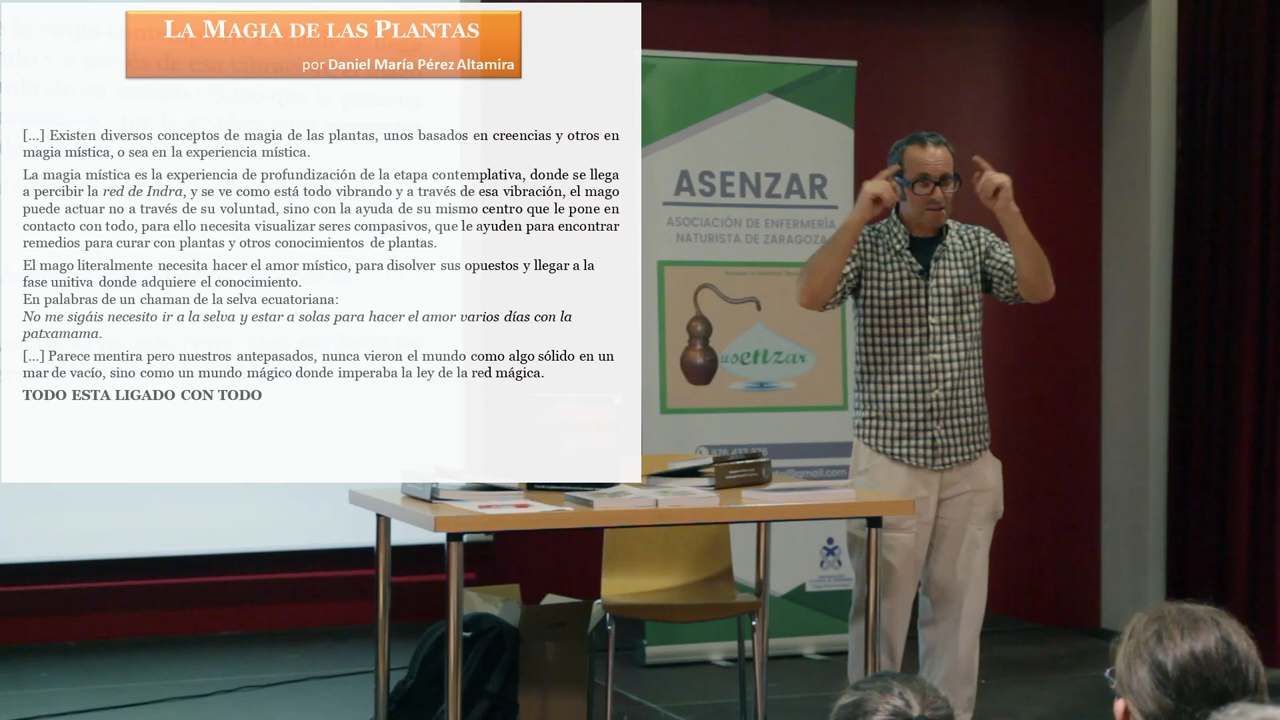 LA MAGIA DE LAS PLANTAS
por Daniel María Pérez Altamira
[...] Existen diversos conceptos de magia de las plantas, unos basados en creencias y otros en
magia mística, o sea en la experiencia mística.
La magia mística es la experiencia de profundización de la etapa contemplativa, donde se llega
a percibir la red de Indra, y se ve como está todo vibrando y a través de esa vibración, el mago
puede actuar no a través de su voluntad, sino con la ayuda de su mismo centro que le pone en
contacto con todo, para ello necesita visualizar seres compasivos, que le ayuden para encontrar
remedios para curar con plantas y otros conocimientos de plantas.
El mago literalmente necesita hacer el amor místico, para disolver sus opuestos y llegar a la
fase unitiva donde adquiere el conocimiento.
En palabras de un chaman de la selva ecuatoriana:
No me sigáis necesito ir a la selva y estar a solas para hacer el amor varios días con la
patxamama.
[...] Parece mentira pero nuestros antepasados, nunca vieron el mundo como algo sólido en un
mar de vacío, sino como un mundo mágico donde imperaba la ley de la red mágica.
TODO ESTA LIGADO CON TODO
ASENZAR
ASOCIACIÓN DE ENFERMERÍA
NATURISTA DE ZARAGOZA
asenzar
@gmail.com